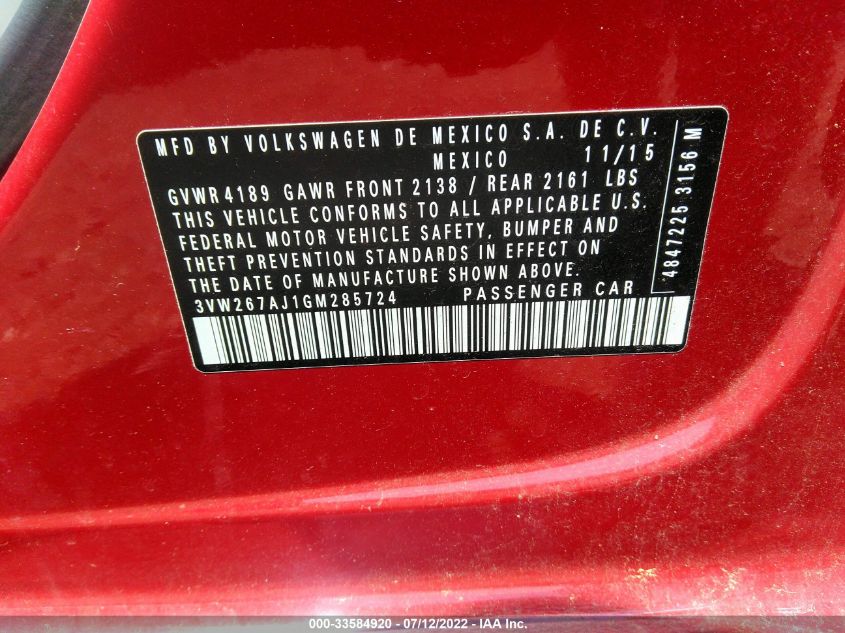 MFD BY VOLKSWAGEN DE MEXICO S.A. DE C.V.
MEXICO 11/15
GVWR 4189 GAWR FRONT 2138 / REAR 2161 LBS
THIS VEHICLE CONFORMS TO ALL APPLICABLE U.S.
FEDERAL MOTOR VEHICLE SAFETY, BUMPER AND
THEFT PREVENTION STANDARDS IN EFFECT ON
THE DATE OF MANUFACTURE SHOWN ABOVE.
3VW267AJ1GM285724 PASSENGER CAR
4847225 3156 M
000-33584920 - 07/12/2022 - IAA Inc.